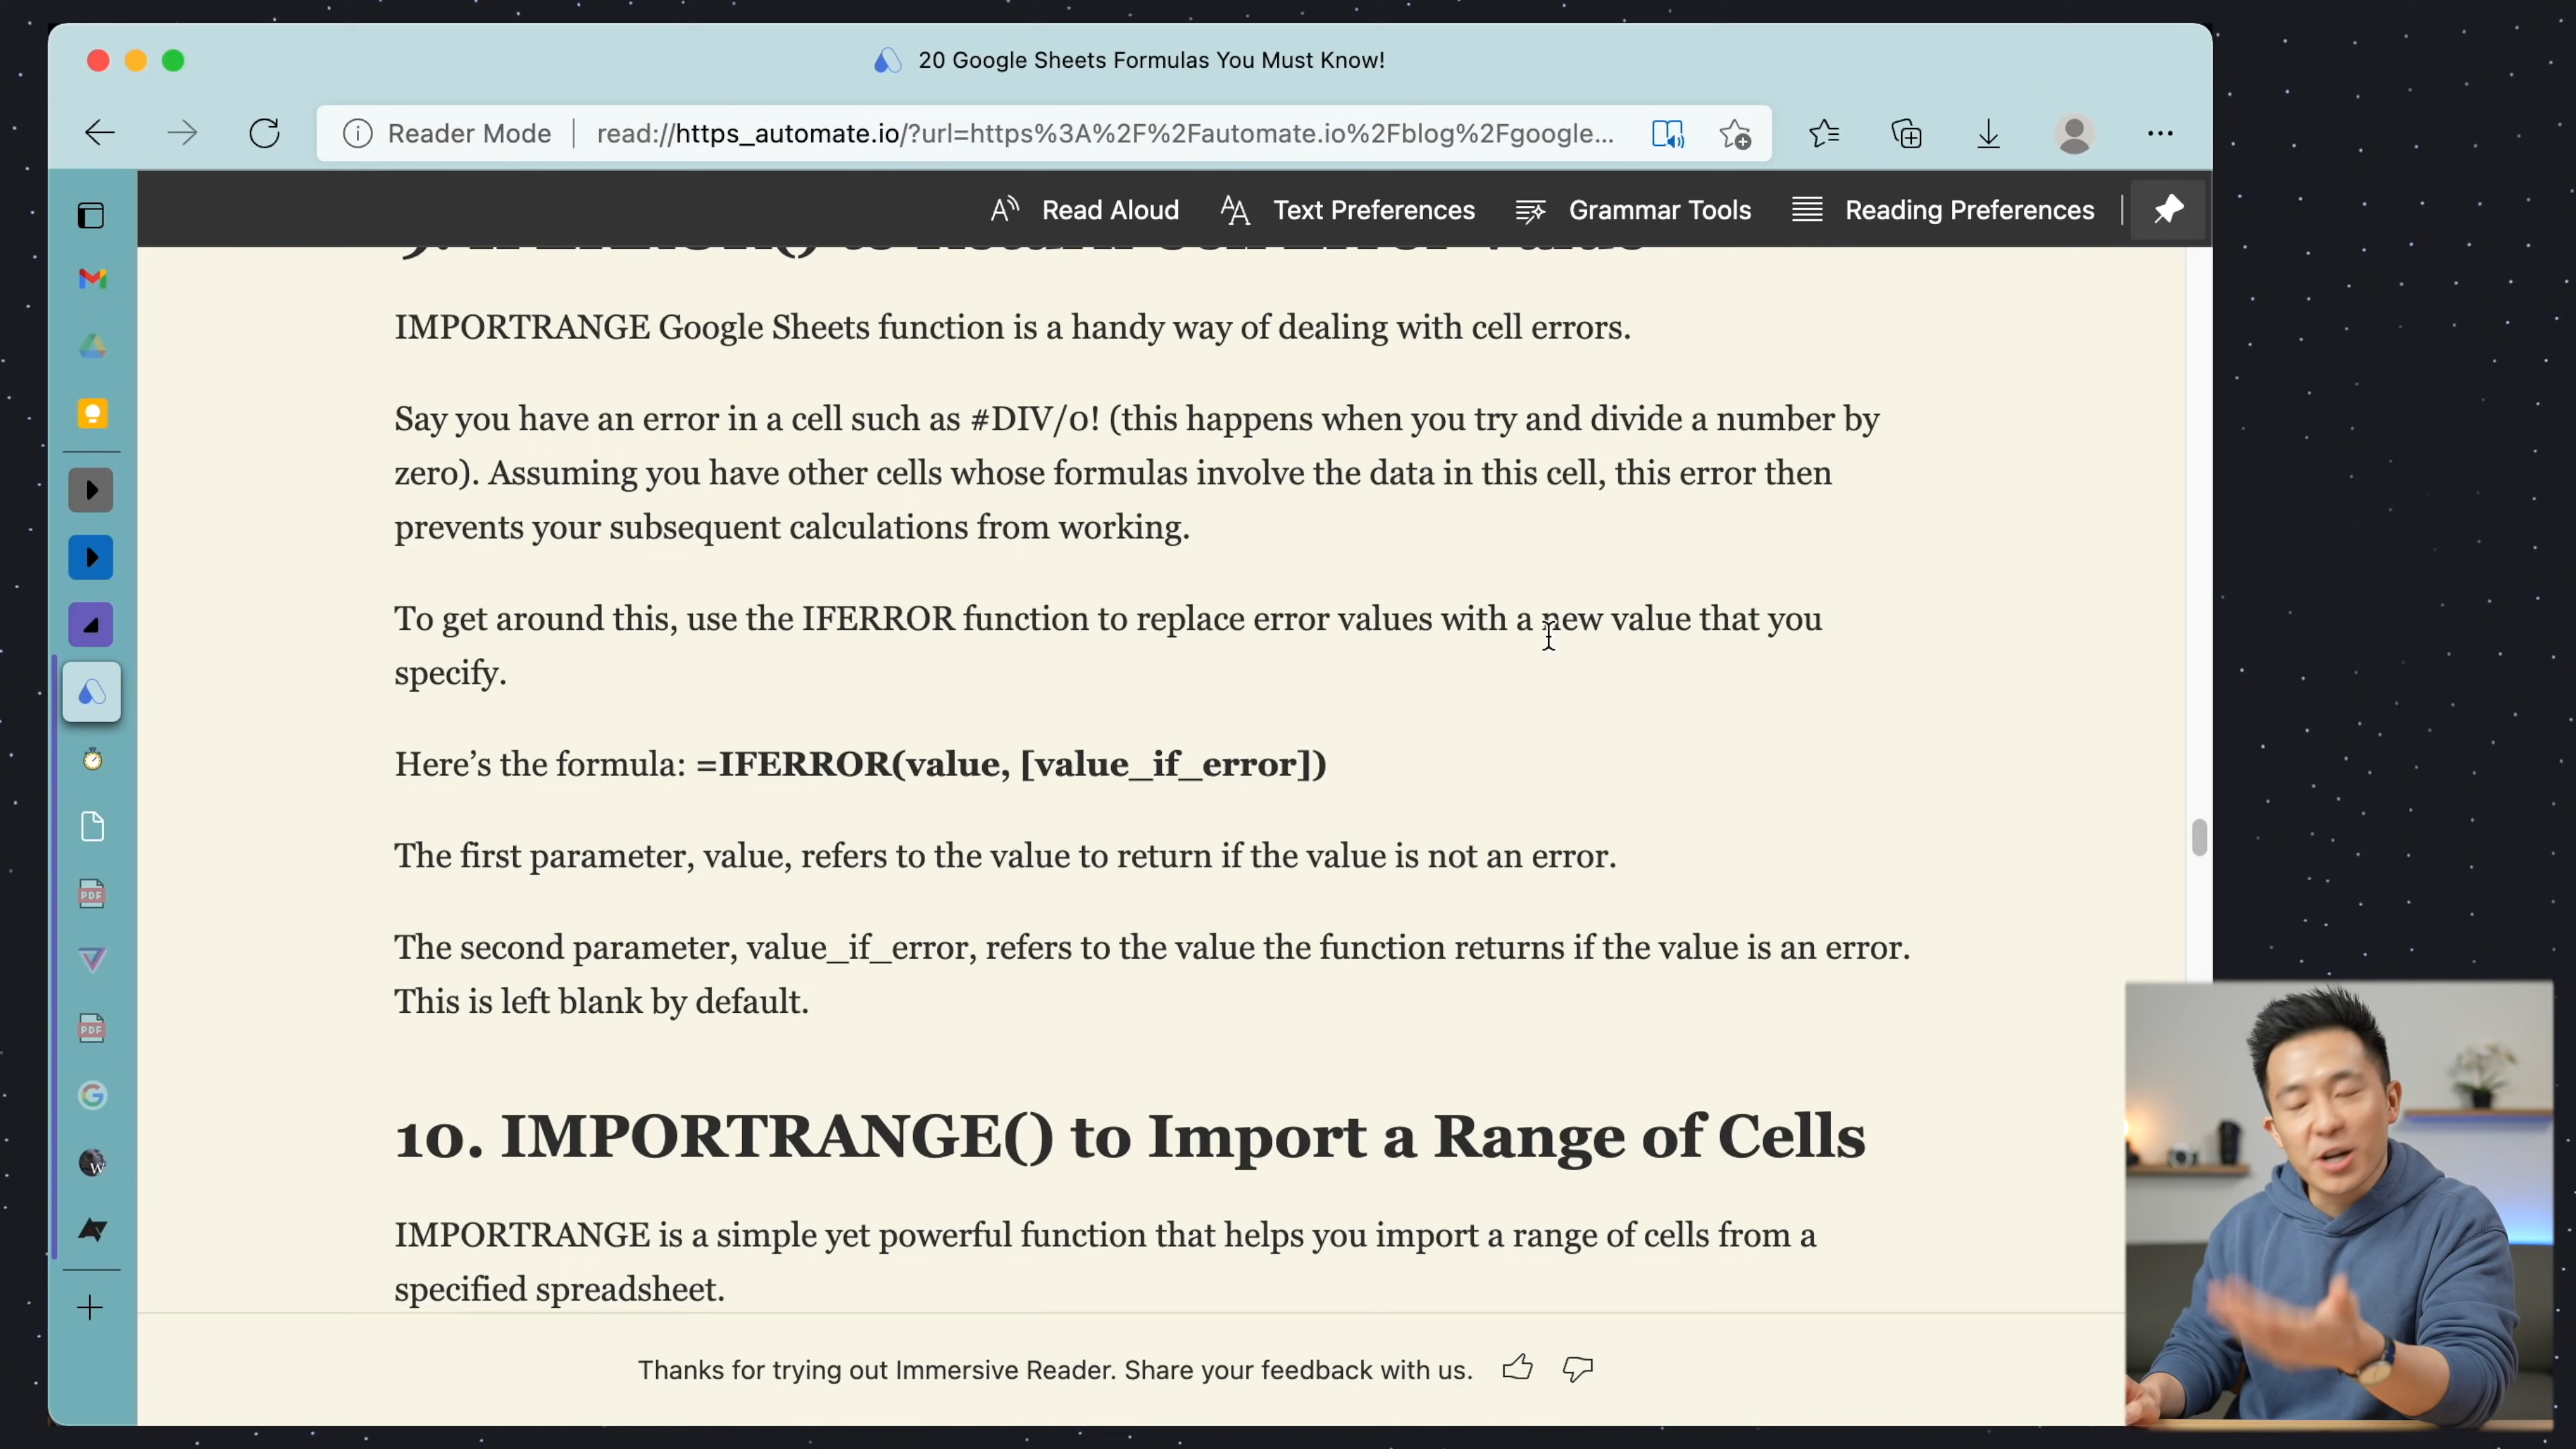 20 Google Sheets Formulas You Must Know!
Reader Mode
read://https_automate.io/?url=https%3A%2F%2Fautomate.io%2Fblog%2Fgoogle...
Read Aloud
Text Preferences
Grammar Tools
Reading Preferences
IMPORTRANGE Google Sheets function is a handy way of dealing with cell errors.
Say you have an error in a cell such as #DIV/0! (this happens when you try and divide a number by
zero). Assuming you have other cells whose formulas involve the data in this cell, this error then
prevents your subsequent calculations from working.
To get around this, use the IFERROR function to replace error values with a new value that you
specify.
Here’s the formula: =IFERROR(value, [value_if_error])
The first parameter, value, refers to the value to return if the value is not an error.
The second parameter, value_if_error, refers to the value the function returns if the value is an error.
This is left blank by default.
10. IMPORTRANGE() to Import a Range of Cells
IMPORTRANGE is a simple yet powerful function that helps you import a range of cells from a
specified spreadsheet.
Thanks for trying out Immersive Reader. Share your feedback with us.
PDF
PDF
W